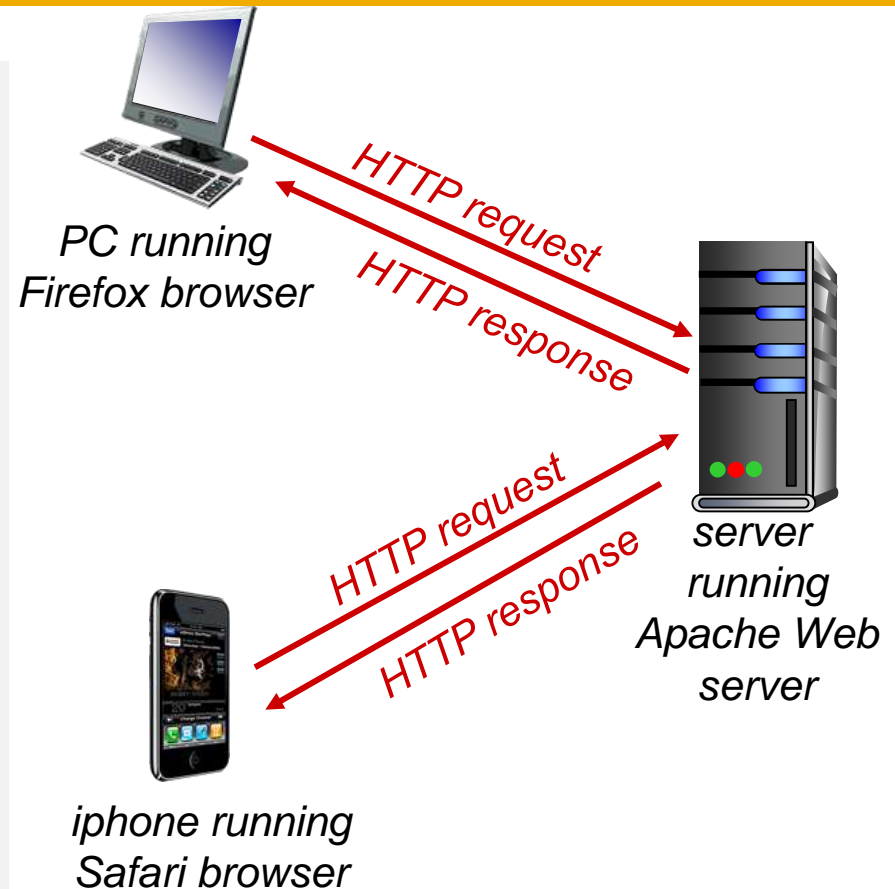 HTTP request
HTTP response
PC running
Firefox browser
HTTP request
HTTP response
server
running
Apache Web
server
iphone running
Safari browser